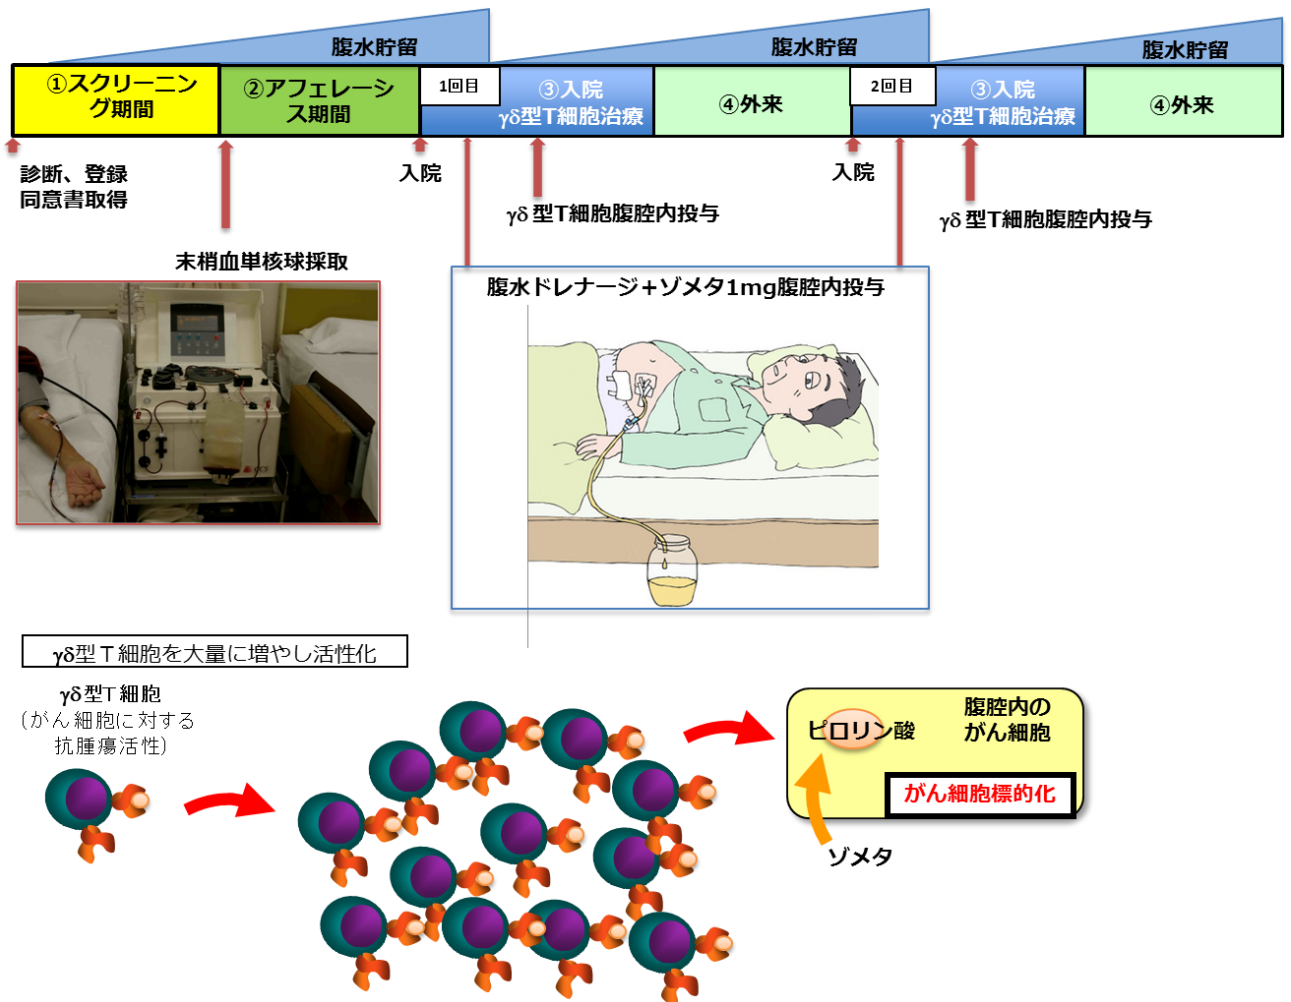 腹水貯留
腹水貯留
腹水貯留
①スクリーニン
グ期間
②アフェレーシ
ス期間
1回目
③入院
γδ型T細胞治療
④外来
2回目
③入院
γδ型T細胞治療
④外来
診断、登録
同意書取得
入院
入院
γδ 型T細胞腹腔内投与
γδ 型T細胞腹腔内投与
末梢血単核球採取
腹水ドレナージ＋ゾメタ1mg腹腔内投与
γδ型Ｔ細胞を大量に増やし活性化
γδ型T細胞
(がん細胞に対する
抗腫瘍活性)
ピロリン酸
腹腔内の
がん細胞
がん細胞標的化
ゾメタ